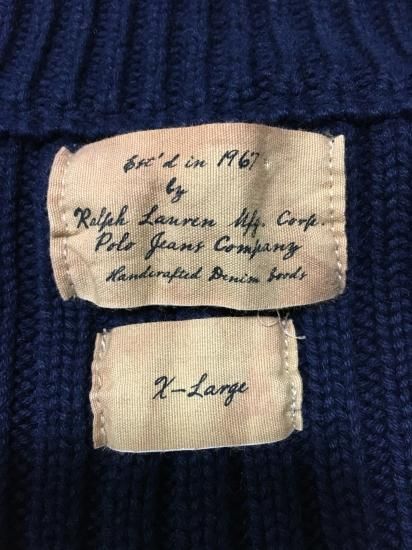 Est'd in 1967
by
Ralph Lauren Mfg. Corp.
Polo Jeans Company
Handcrafted Denim Goods
X-Large